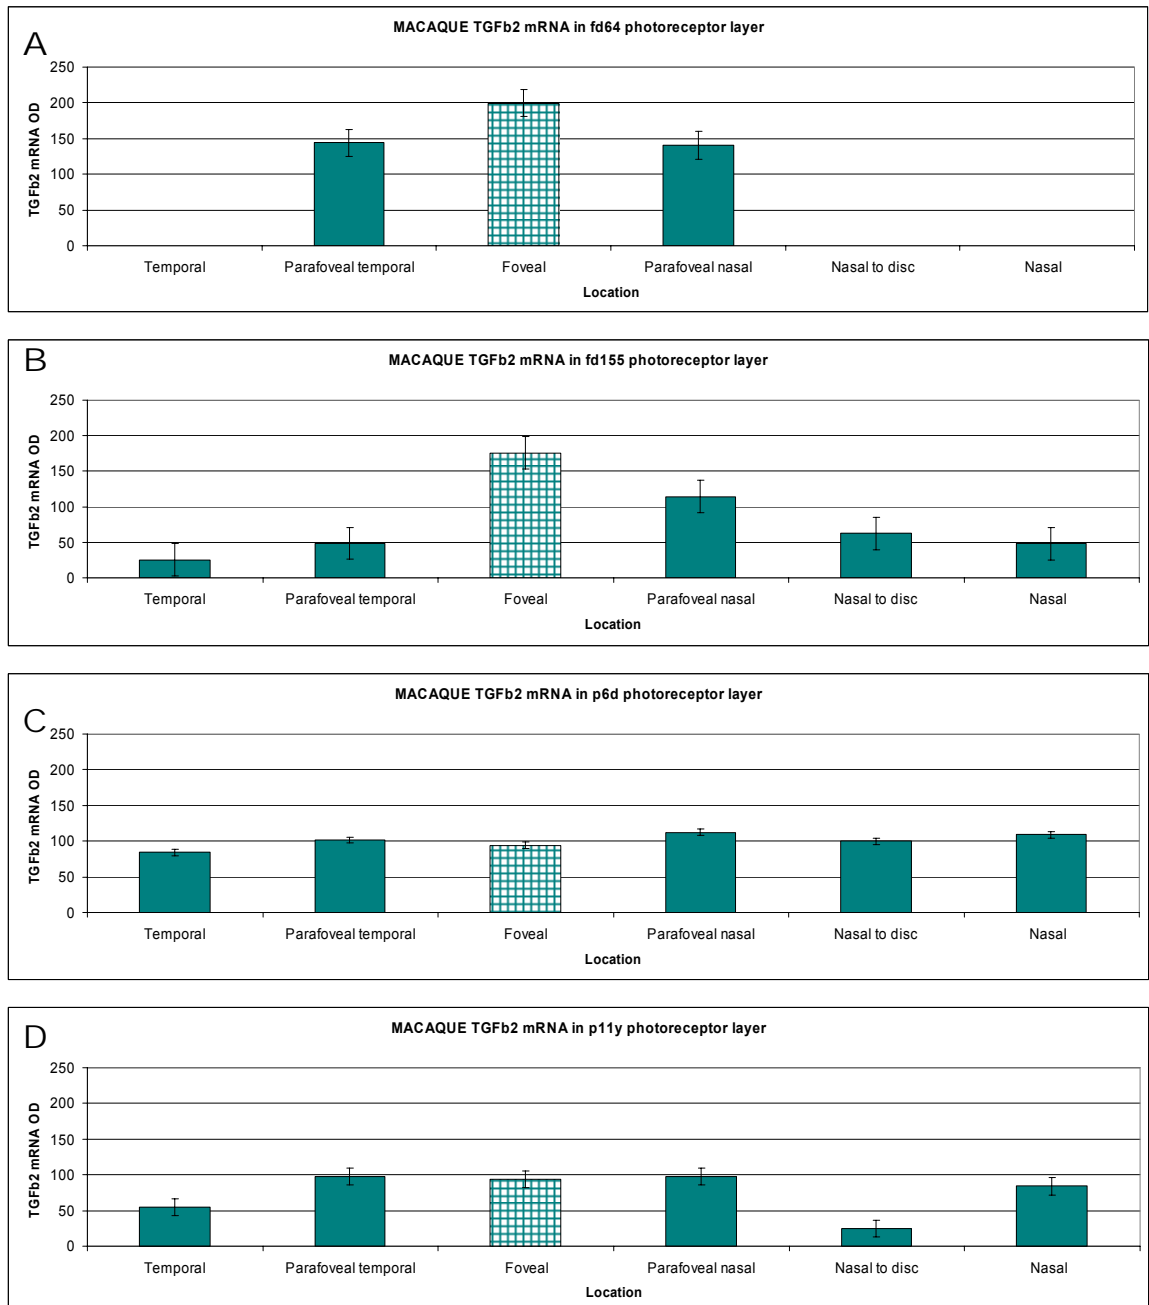 A
MACAQUE TGFb2 mRNA in fd64 photoreceptor layer
250
200
150
100
50
0
TGFb2 mRNA OD
Temporal Parafoveal temporal Foveal Parafoveal nasal Nasal to disc Nasal
Location
B
MACAQUE TGFb2 mRNA in fd155 photoreceptor layer
250
200
150
100
50
0
TGFb2 mRNA OD
Temporal Parafoveal temporal Foveal Parafoveal nasal Nasal to disc Nasal
Location
C
MACAQUE TGFb2 mRNA in p6d photoreceptor layer
250
200
150
100
50
0
TGFb2 mRNA OD
Temporal Parafoveal temporal Foveal Parafoveal nasal Nasal to disc Nasal
Location
D
MACAQUE TGFb2 mRNA in p11y photoreceptor layer
250
200
150
100
50
0
TGFb2 mRNA OD
Temporal Parafoveal temporal Foveal Parafoveal nasal Nasal to disc Nasal
Location